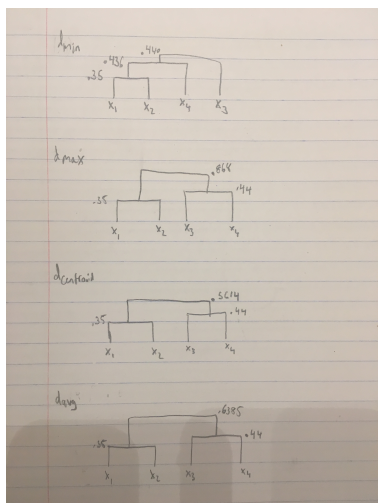 dmin
.436 .440
.35
x1 x2 x4 x3
dmax
.868
.35 .44
x1 x2 x3 x4
dcentroid
.5614
.35 .44
x1 x2 x3 x4
davg
.6385
.35 .44
x1 x2 x3 x4